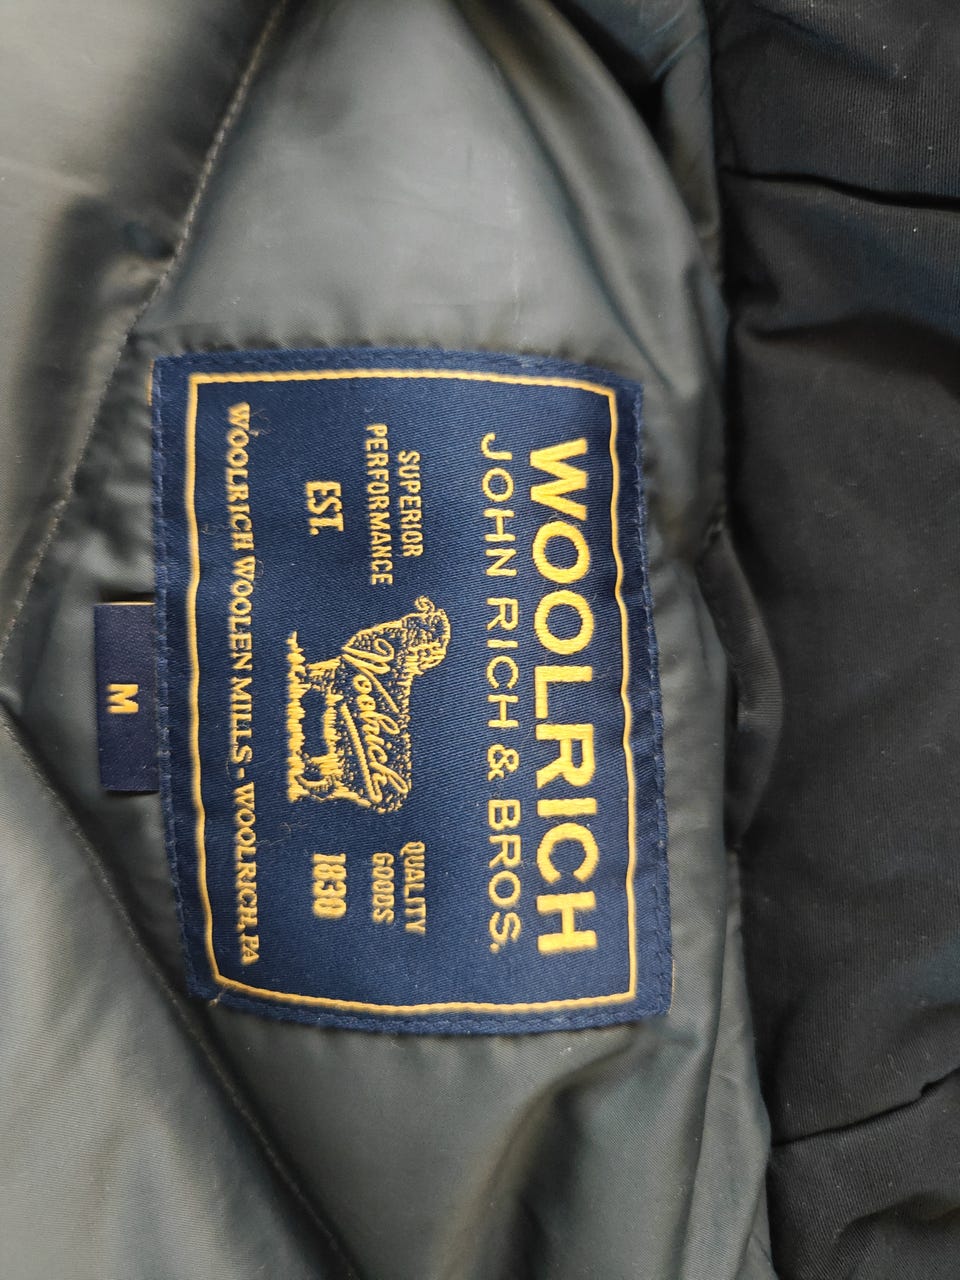 WOOLRICH
JOHN RICH & BROS.
SUPERIOR
PERFORMANCE
QUALITY
GOODS
Woolrich
EST.
1830
WOOLRICH WOOLEN MILLS - WOOLRICH, PA
M